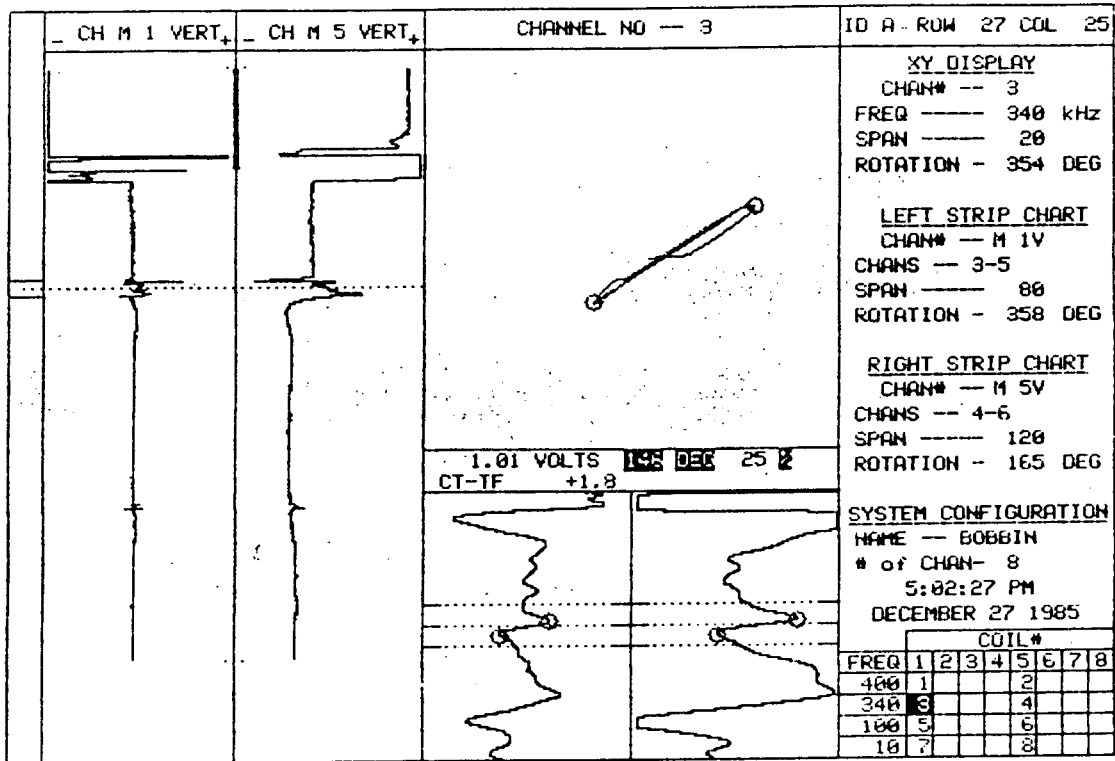 _ CH M 1 VERT +
_ CH M 5 VERT +
CHANNEL NO -- 3
ID A - ROW 27 COL 25
XY DISPLAY
CHAN# -- 3
FREQ ----- 340 kHz
SPAN ----- 20
ROTATION - 354 DEG
LEFT STRIP CHART
CHAN# -- M 1V
CHANS -- 3-5
SPAN ----- 80
ROTATION - 358 DEG
RIGHT STRIP CHART
CHAN# -- M 5V
CHANS -- 4-6
SPAN ----- 120
ROTATION - 165 DEG
1.01 VOLTS DEG 25
CT-TF +1.8
SYSTEM CONFIGURATION
NAME -- BOBBIN
# of CHAN- 8
5:02:27 PM
DECEMBER 27 1985
COIL#
FREQ 1 2 3 4 5 6 7 8
400 1 2
340 3 4
100 5 6
10 7 8